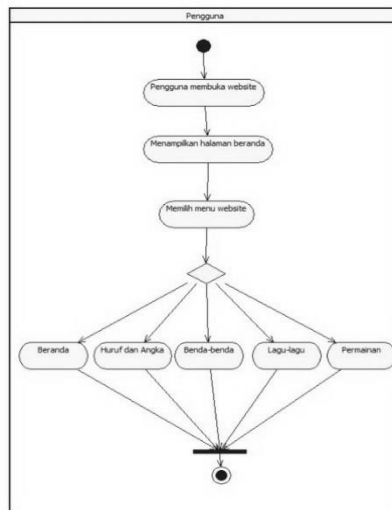 Pengguna
Pengguna membuka website
Menampilkan halaman beranda
Memilih menu website
Beranda
Huruf dan Angka
Benda-benda
Lagu-lagu
Permainan